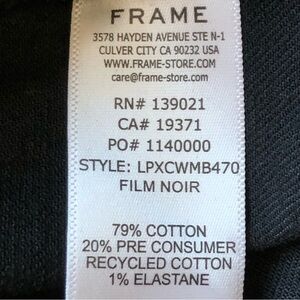 FRAME
3578 HAYDEN AVENUE STE N-1
CULVER CITY CA 90232 USA
WWW.FRAME-STORE.COM
care@frame-store.com
RN# 139021
CA# 19371
PO# 1140000
STYLE: LPXCWMB470
FILM NOIR
79% COTTON
20% PRE CONSUMER
RECYCLED COTTON
1% ELASTANE